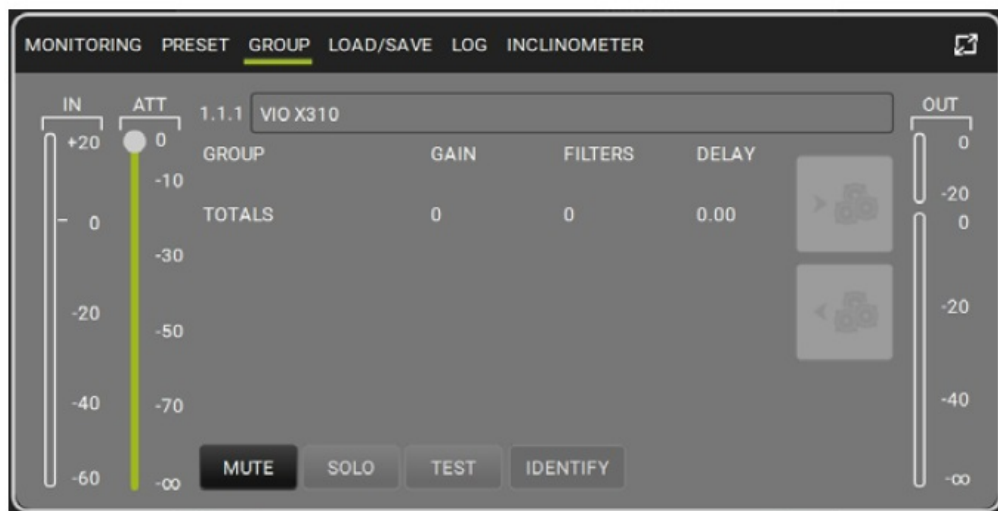 MONITORING PRESET GROUP LOAD/SAVE LOG INCLINOMETER
IN ATT 1.1.1 VIO X310 OUT
+20 0 GROUP GAIN FILTERS DELAY 0
-10 -20
0 TOTALS 0 0 0.00 0
-30
-20 -20
-50
-40 -70 -40
MUTE SOLO TEST IDENTIFY
-60 -∞ -∞